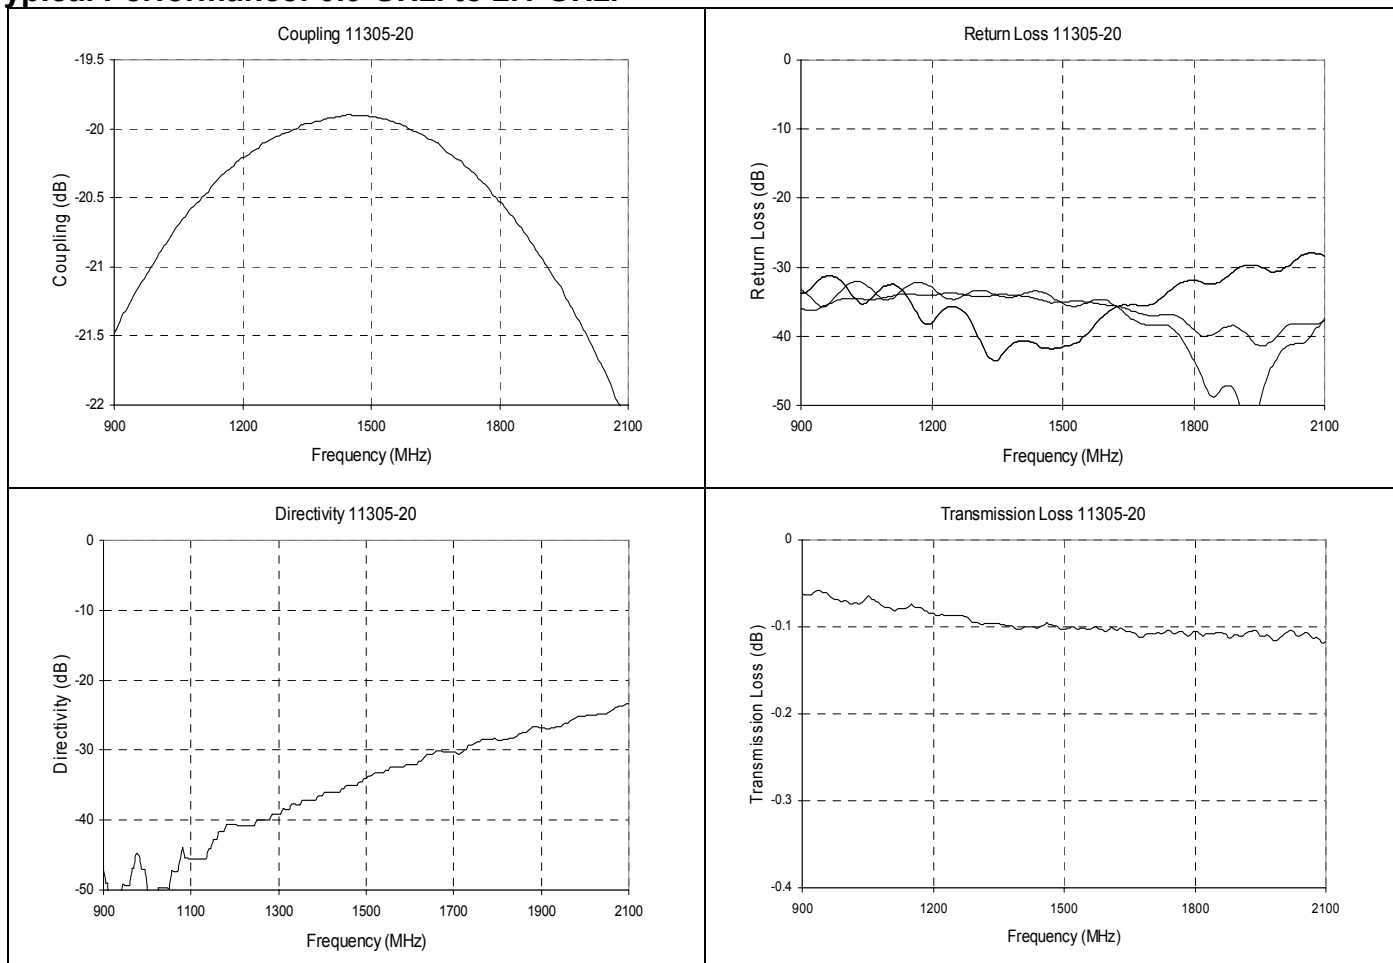 Coupling 11305-20
-19.5
-20
-20.5
-21
-21.5
-22
Coupling (dB)
900 1200 1500 1800 2100
Frequency (MHz)
Return Loss 11305-20
0
-10
-20
-30
-40
-50
Return Loss (dB)
900 1200 1500 1800 2100
Frequency (MHz)
Directivity 11305-20
0
-10
-20
-30
-40
-50
Directivity (dB)
900 1100 1300 1500 1700 1900 2100
Frequency (MHz)
Transmission Loss 11305-20
0
-0.1
-0.2
-0.3
-0.4
Transmission Loss (dB)
900 1200 1500 1800 2100
Frequency (MHz)